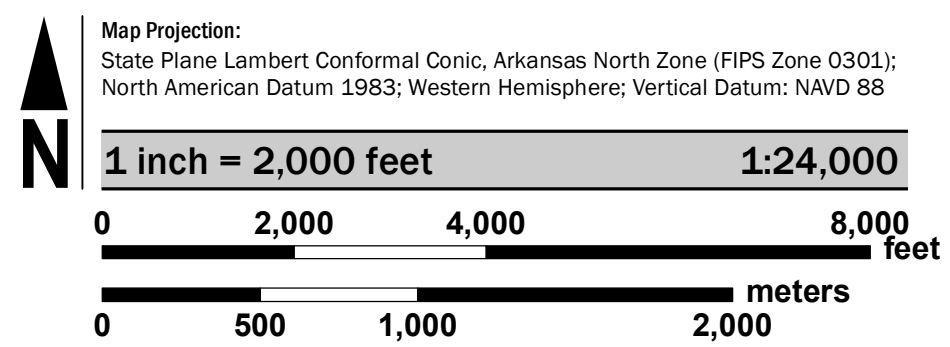 Map Projection:
State Plane Lambert Conformal Conic, Arkansas North Zone (FIPS Zone 0301);
North American Datum 1983; Western Hemisphere; Vertical Datum: NAVD 88
N
1 inch = 2,000 feet 1:24,000
0 2,000 4,000 8,000
feet
meters
0 500 1,000 2,000